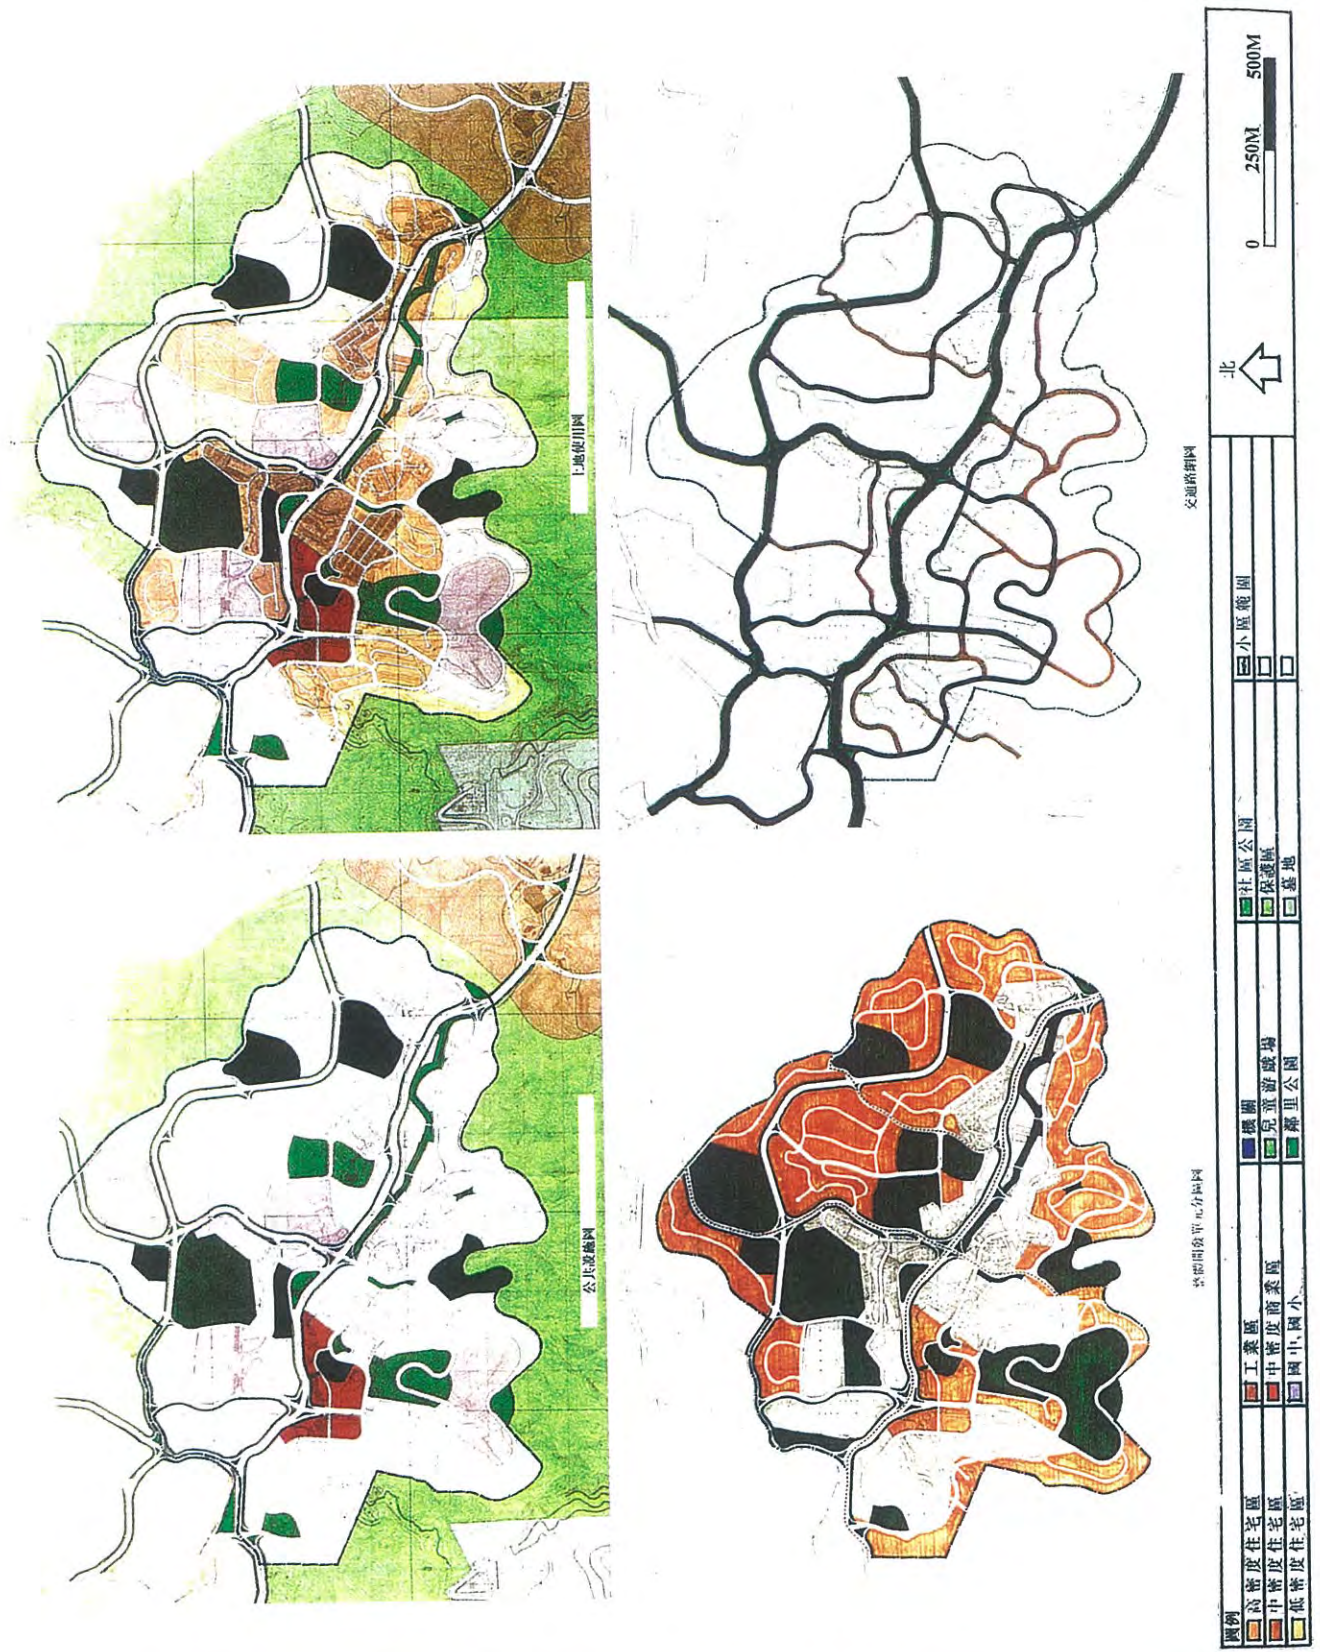 土地使用圖
公共設施圖
交通路網圖
整體開發單元分區圖
圖例
高密度住宅區
中密度住宅區
低密度住宅區
工業區
中密度商業區
國中、國小
機關
兒童遊戲場
鄰里公園
社區公園
保護區
墓地
小區範圍
北
0 250M 500M